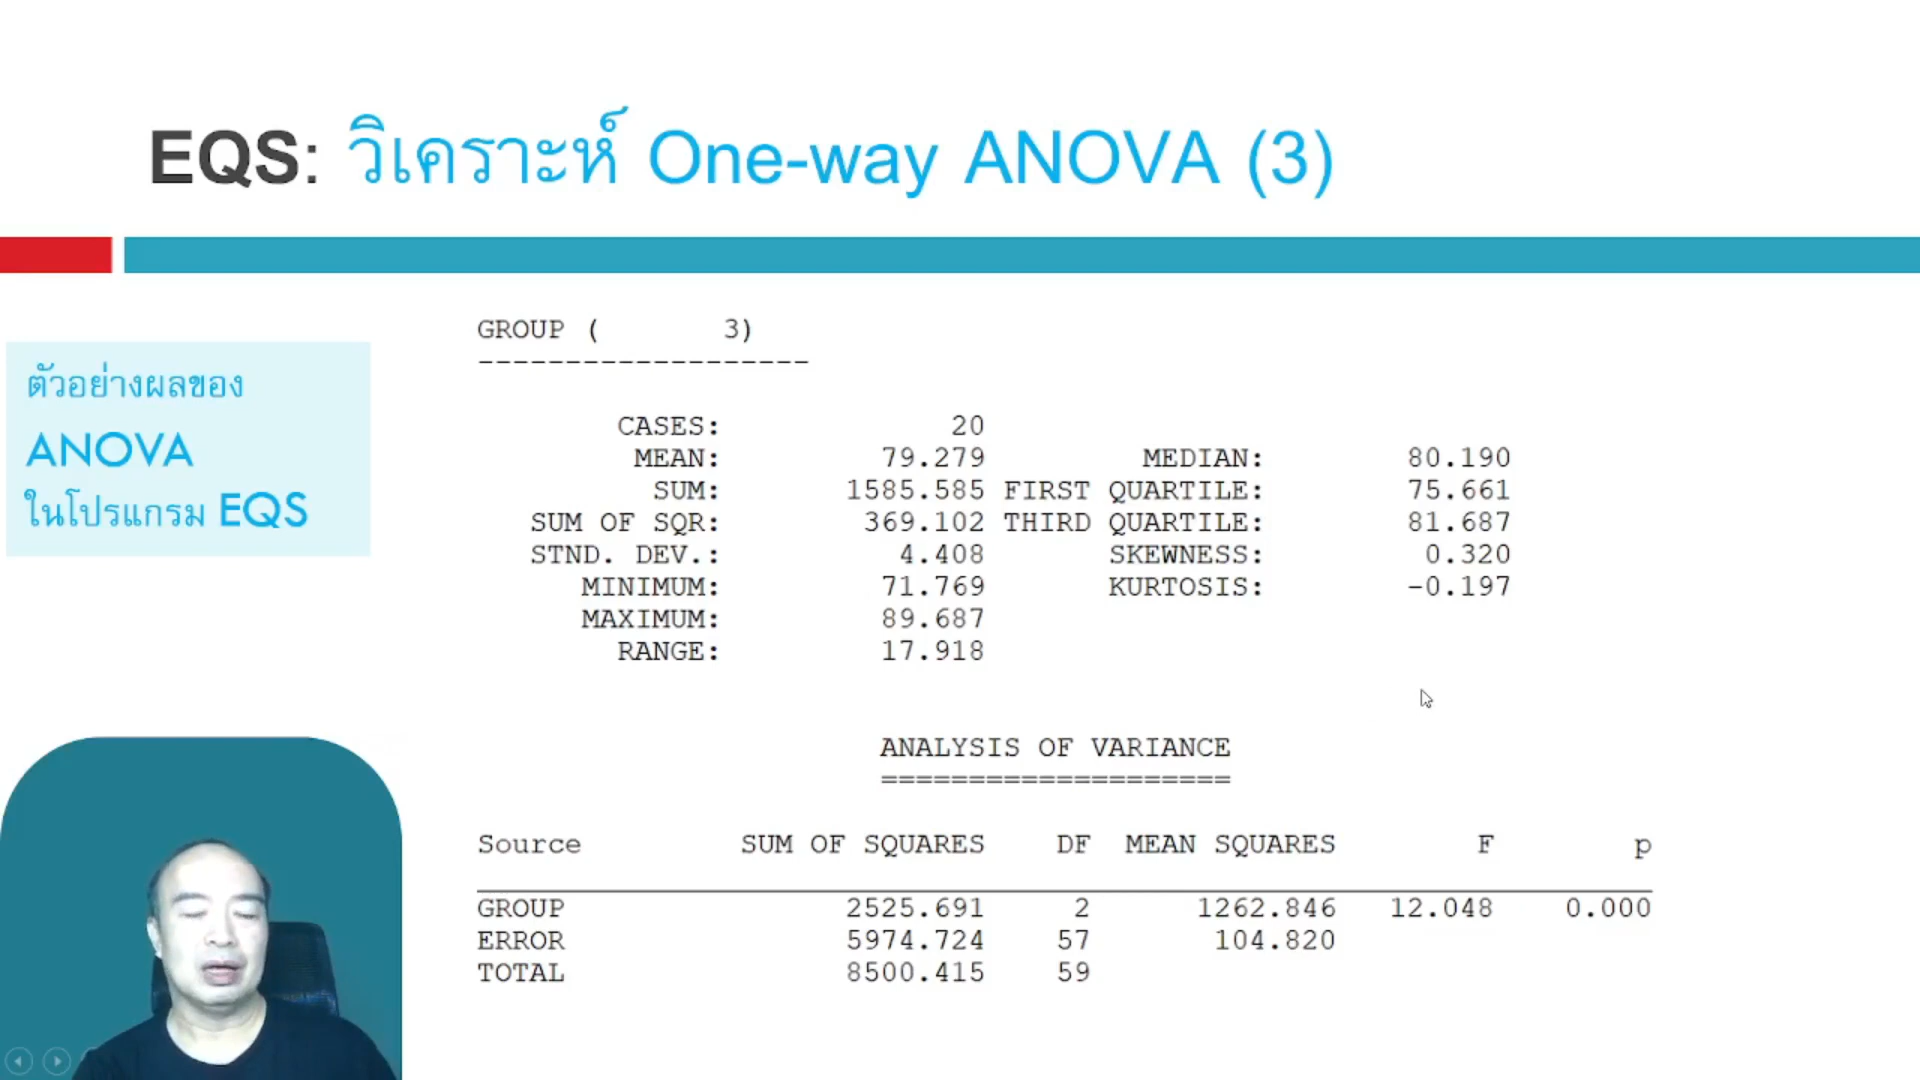 EQS: วิเคราะห์ One-way ANOVA (3)
ตัวอย่างผลของ
ANOVA
ในโปรแกรม EQS
GROUP ( 3)
-------------------
CASES: 20
MEAN: 79.279 MEDIAN: 80.190
SUM: 1585.585 FIRST QUARTILE: 75.661
SUM OF SQR: 369.102 THIRD QUARTILE: 81.687
STND. DEV.: 4.408 SKEWNESS: 0.320
MINIMUM: 71.769 KURTOSIS: -0.197
MAXIMUM: 89.687
RANGE: 17.918
ANALYSIS OF VARIANCE
====================
Source SUM OF SQUARES DF MEAN SQUARES F p
GROUP 2525.691 2 1262.846 12.048 0.000
ERROR 5974.724 57 104.820
TOTAL 8500.415 59